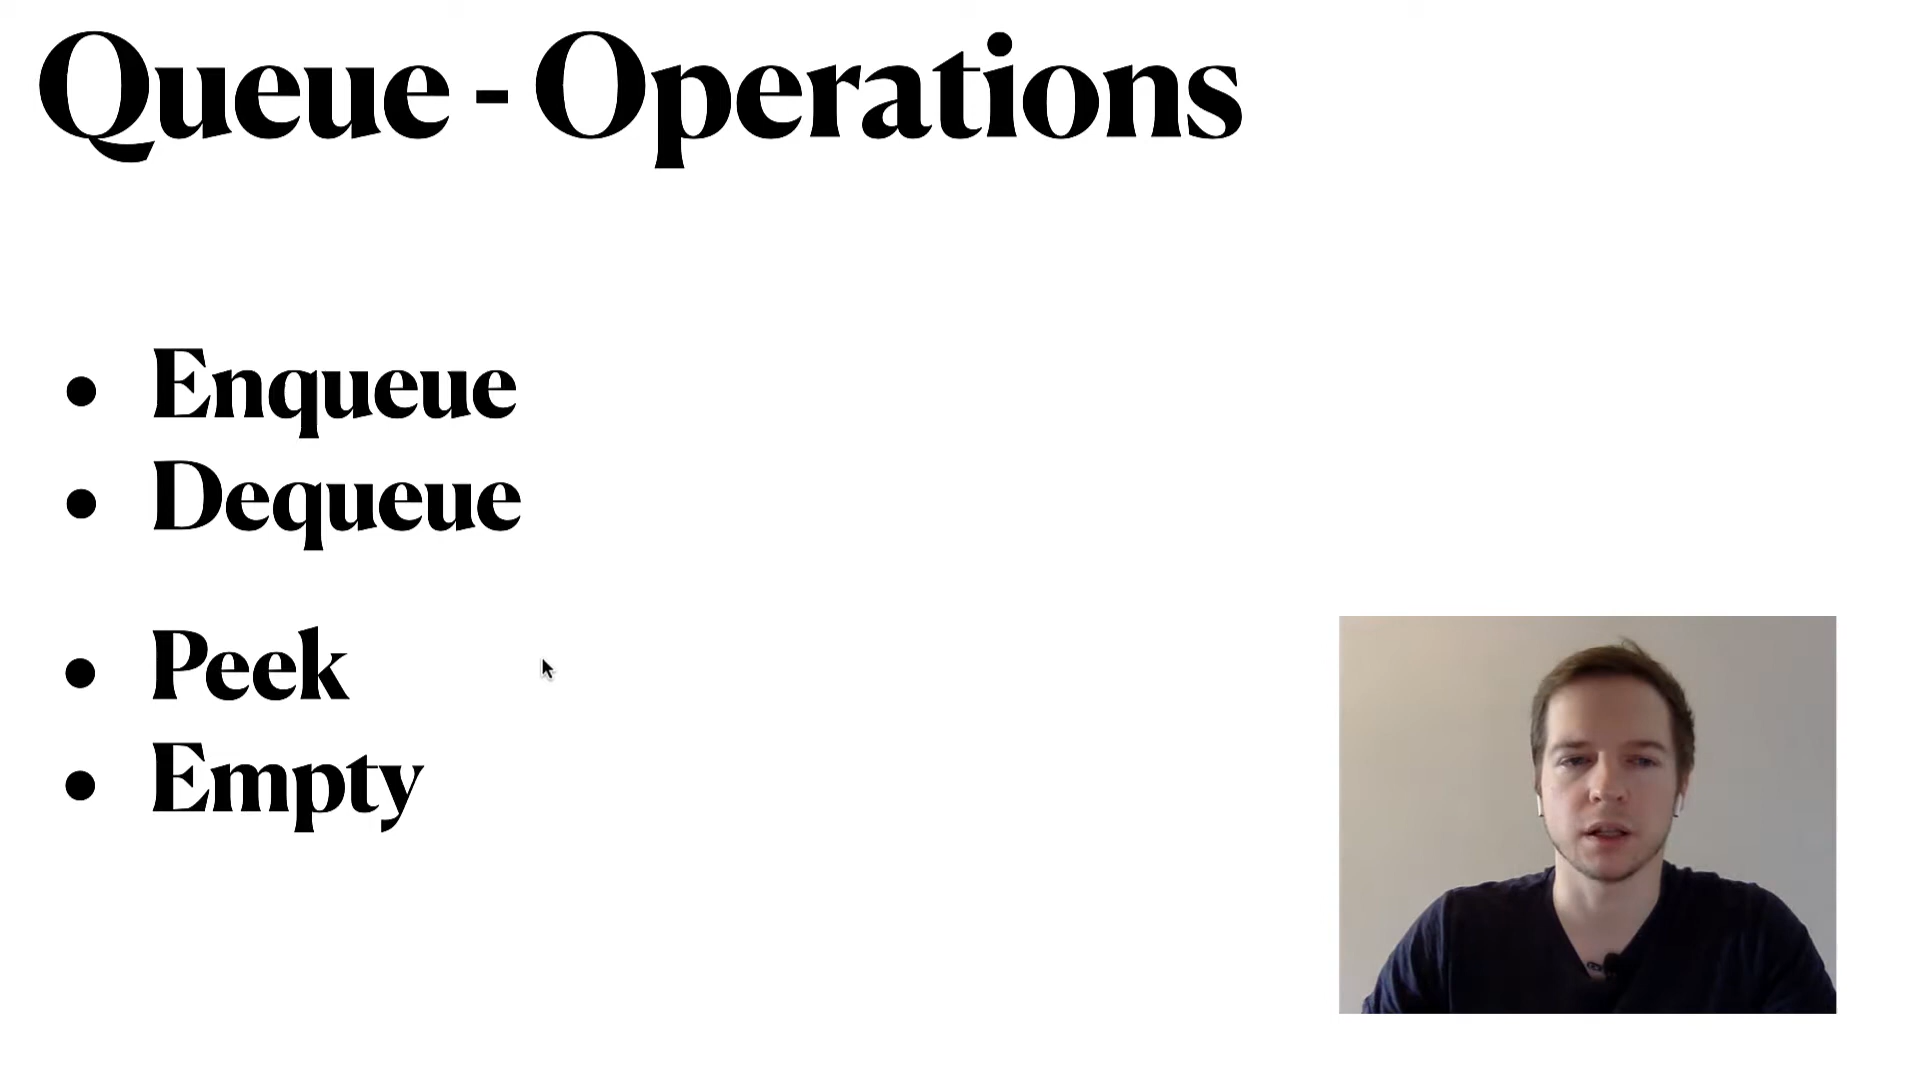 Queue - Operations
• Enqueue
• Dequeue
• Peek
• Empty